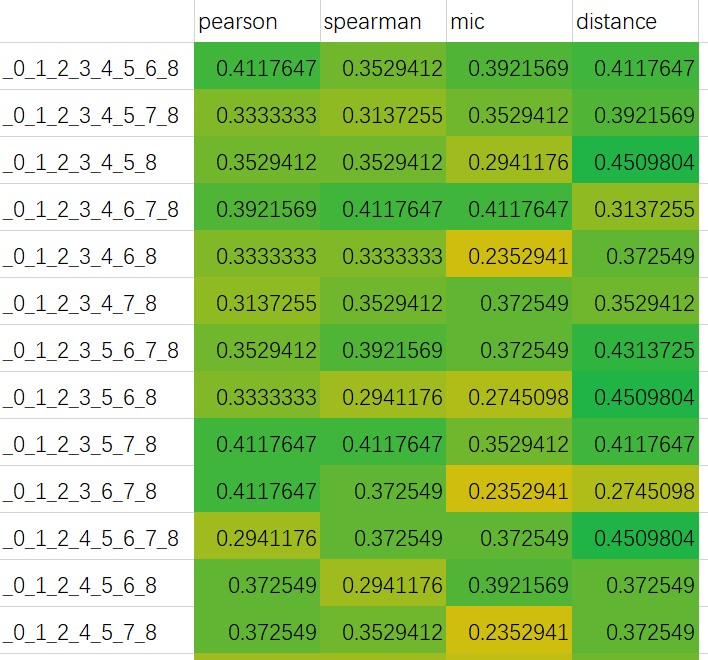 pearson spearman mic distance
_0_1_2_3_4_5_6_8 0.4117647 0.3529412 0.3921569 0.4117647
_0_1_2_3_4_5_7_8 0.3333333 0.3137255 0.3529412 0.3921569
_0_1_2_3_4_5_8 0.3529412 0.3529412 0.2941176 0.4509804
_0_1_2_3_4_6_7_8 0.3921569 0.4117647 0.4117647 0.3137255
_0_1_2_3_4_6_8 0.3333333 0.3333333 0.2352941 0.372549
_0_1_2_3_4_7_8 0.3137255 0.3529412 0.372549 0.3529412
_0_1_2_3_5_6_7_8 0.3529412 0.3921569 0.372549 0.4313725
_0_1_2_3_5_6_8 0.3333333 0.2941176 0.2745098 0.4509804
_0_1_2_3_5_7_8 0.4117647 0.4117647 0.3529412 0.4117647
_0_1_2_3_6_7_8 0.4117647 0.372549 0.2352941 0.2745098
_0_1_2_4_5_6_7_8 0.2941176 0.372549 0.372549 0.4509804
_0_1_2_4_5_6_8 0.372549 0.2941176 0.3921569 0.372549
_0_1_2_4_5_7_8 0.372549 0.3529412 0.2352941 0.372549